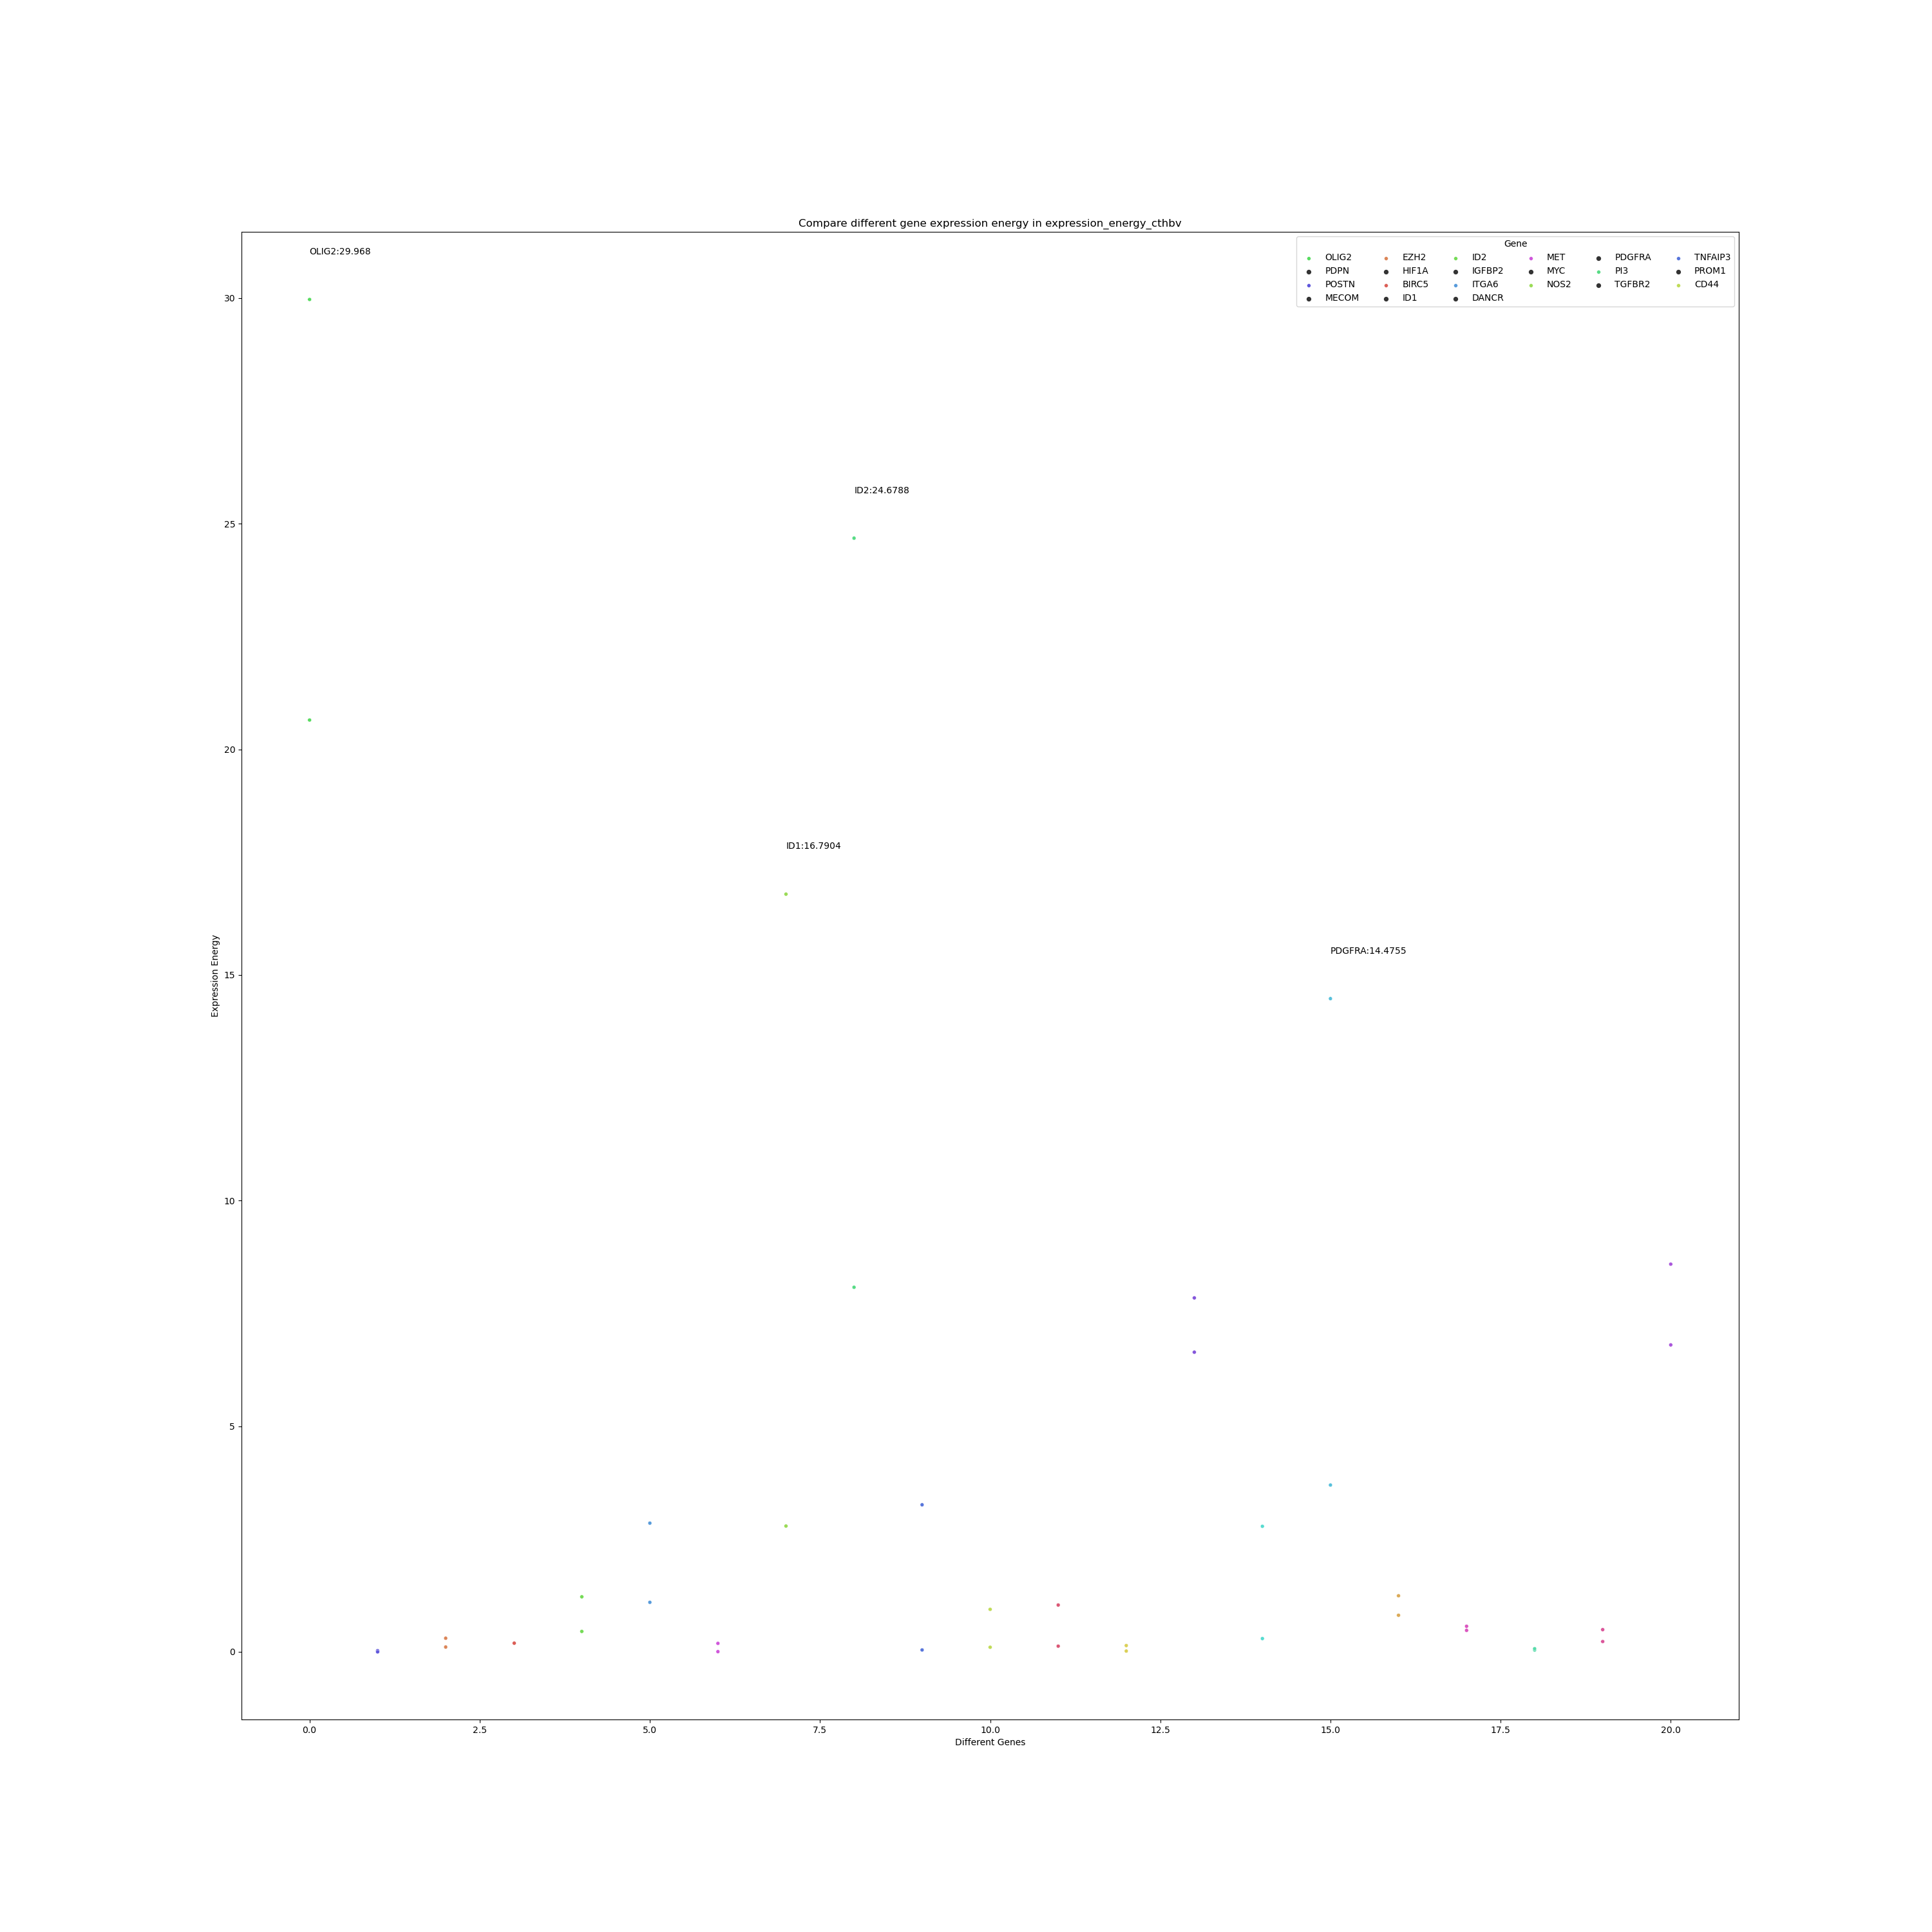 Compare different gene expression energy in expression_energy_cthbv
Gene
OLIG2 EZH2 ID2 MET PDGFRA TNFAIP3
PDPN HIF1A IGFBP2 MYC PI3 PROM1
POSTN BIRC5 ITGA6 NOS2 TGFBR2 CD44
MECOM ID1 DANCR
OLIG2:29.968
ID2:24.6788
ID1:16.7904
PDGFRA:14.4755
Expression Energy
30
25
20
15
10
5
0
0.0 2.5 5.0 7.5 10.0 12.5 15.0 17.5 20.0
Different Genes